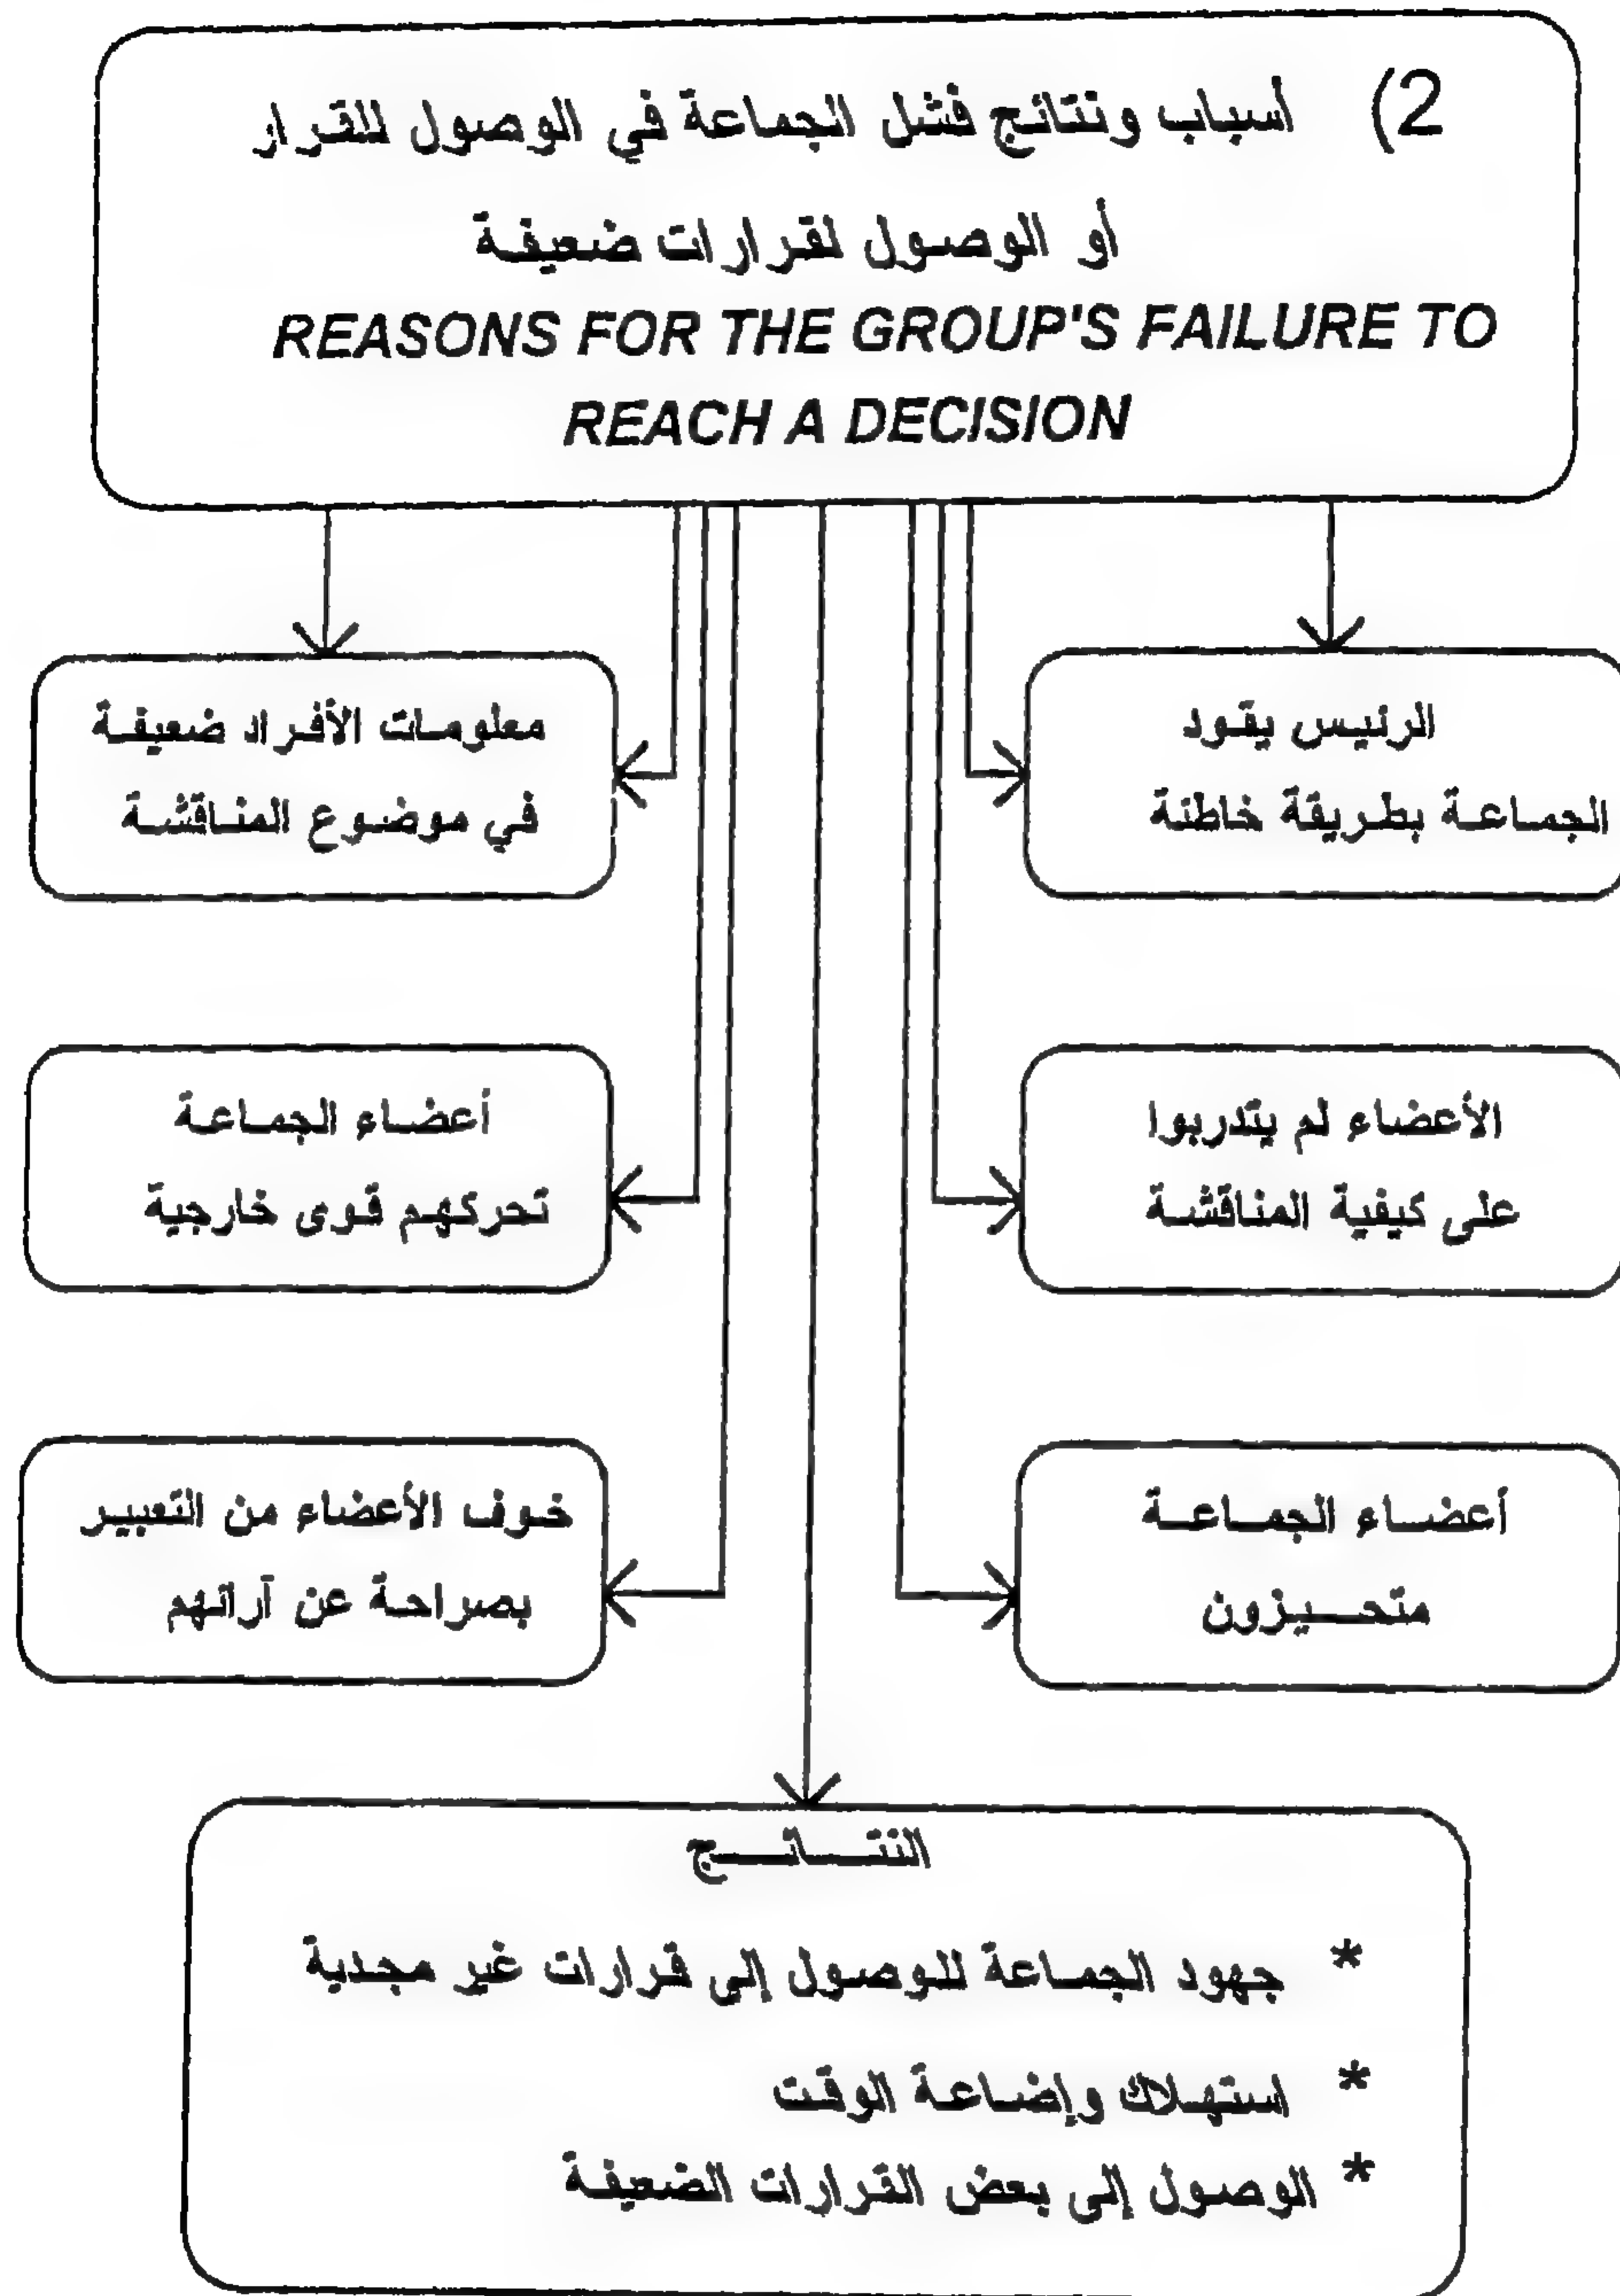 2) أسباب ونتائج فشل الجماعة في الوصول للقرار
أو الوصول لقرارات ضعيفة
REASONS FOR THE GROUP'S FAILURE TO
REACH A DECISION
الرئيس يقود
الجماعة بطريقة خاطئة
معلومات الأفراد ضعيفة
في موضوع المناقشة
الأعضاء لم يتدربوا
على كيفية المناقشة
أعضاء الجماعة
تحركهم قوى خارجية
أعضاء الجماعة
متحيزون
خوف الأعضاء من التعبير
بصراحة عن آرائهم
النتائج
* جهود الجماعة للوصول إلى قرارات غير مجدية
* استهلاك وإضاعة الوقت
* الوصول إلى بعض القرارات الضعيفة